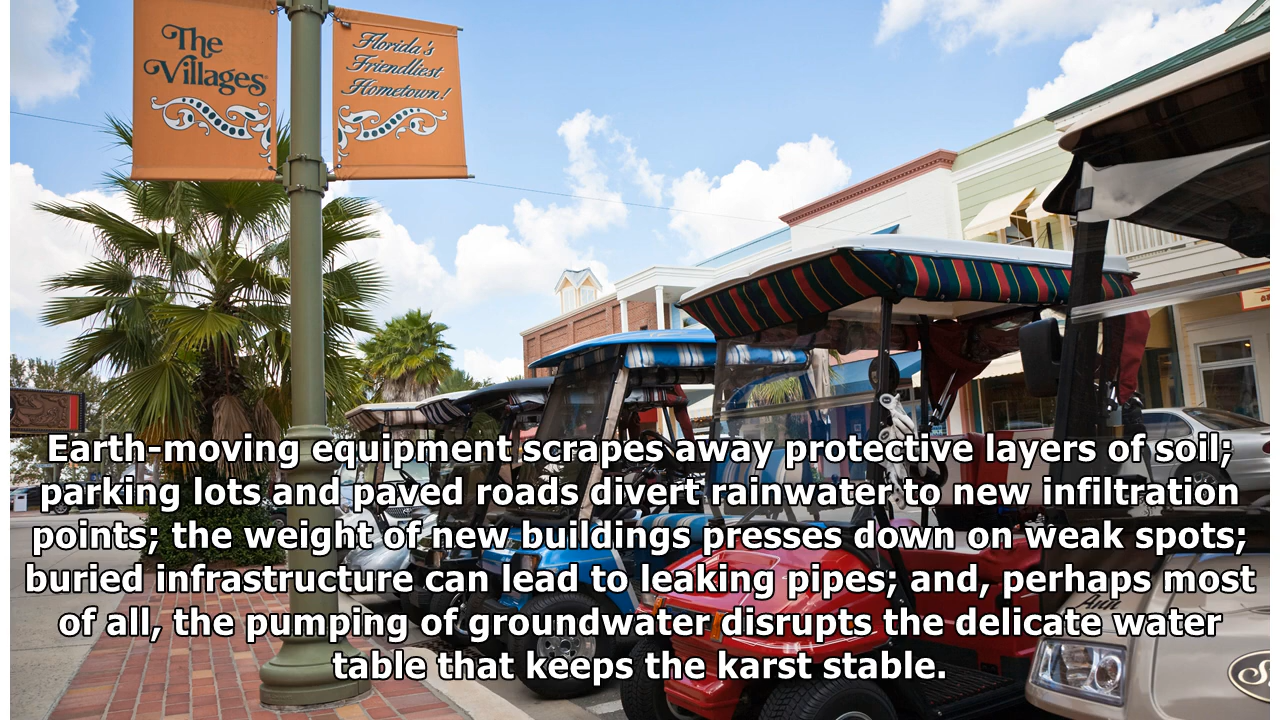 The
Villages
Florida's
Friendliest
Hometown!
Earth-moving equipment scrapes away protective layers of soil;
parking lots and paved roads divert rainwater to new infiltration
points; the weight of new buildings presses down on weak spots;
buried infrastructure can lead to leaking pipes; and, perhaps most
of all, the pumping of groundwater disrupts the delicate water
table that keeps the karst stable.
Ann